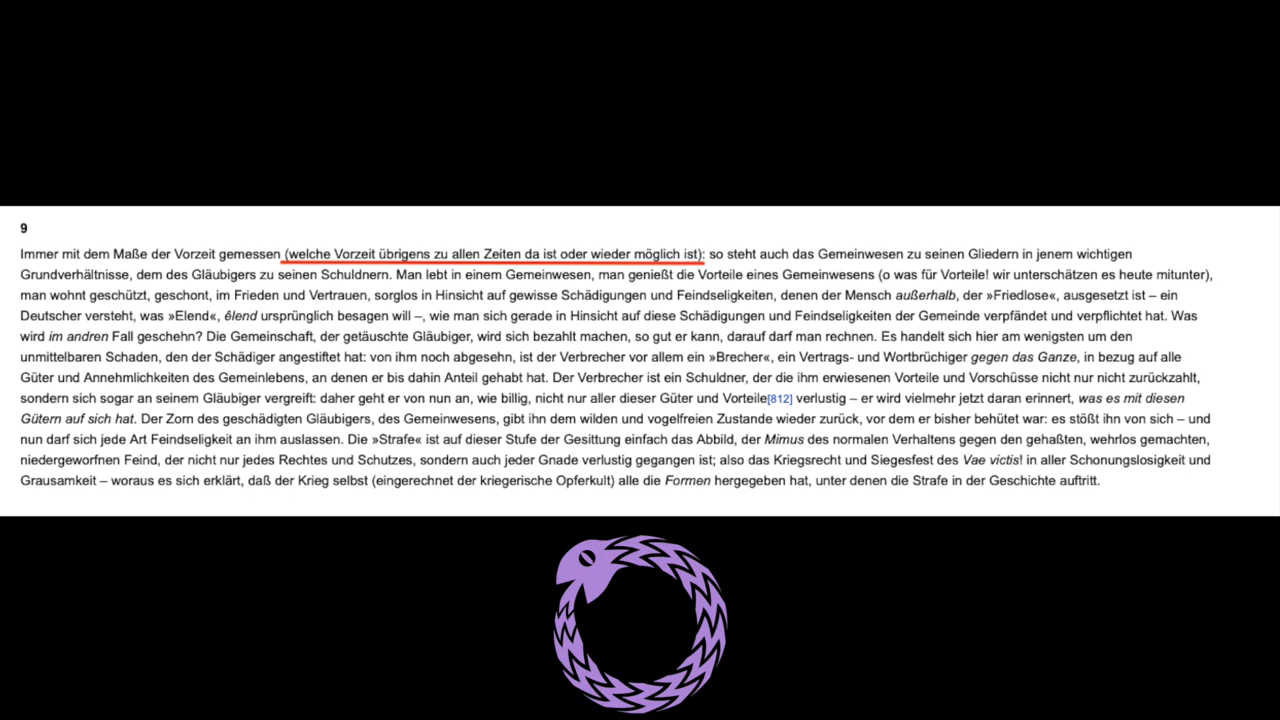 9
Immer mit dem Maße der Vorzeit gemessen (welche Vorzeit übrigens zu allen Zeiten da ist oder wieder möglich ist): so steht auch das Gemeinwesen zu seinen Gliedern in jenem wichtigen
Grundverhältnisse, dem des Gläubigers zu seinen Schuldnern. Man lebt in einem Gemeinwesen, man genießt die Vorteile eines Gemeinwesens (o was für Vorteile! wir unterschätzen es heute mitunter),
man wohnt geschützt, geschont, im Frieden und Vertrauen, sorglos in Hinsicht auf gewisse Schädigungen und Feindseligkeiten, denen der Mensch außerhalb, der »Friedlose«, ausgesetzt ist – ein
Deutscher versteht, was »Elend«, êlend ursprünglich besagen will –, wie man sich gerade in Hinsicht auf diese Schädigungen und Feindseligkeiten der Gemeinde verpfändet und verpflichtet hat. Was
wird im andren Fall geschehn? Die Gemeinschaft, der getäuschte Gläubiger, wird sich bezahlt machen, so gut er kann, darauf darf man rechnen. Es handelt sich hier am wenigsten um den
unmittelbaren Schaden, den der Schädiger angestiftet hat: von ihm noch abgesehn, ist der Verbrecher vor allem ein »Brecher«, ein Vertrags- und Wortbrüchiger gegen das Ganze, in bezug auf alle
Güter und Annehmlichkeiten des Gemeinlebens, an denen er bis dahin Anteil gehabt hat. Der Verbrecher ist ein Schuldner, der die ihm erwiesenen Vorteile und Vorschüsse nicht nur nicht zurückzahlt,
sondern sich sogar an seinem Gläubiger vergreift: daher geht er von nun an, wie billig, nicht nur aller dieser Güter und Vorteile[812] verlustig – er wird vielmehr jetzt daran erinnert, was es mit diesen
Gütern auf sich hat. Der Zorn des geschädigten Gläubigers, des Gemeinwesens, gibt ihn dem wilden und vogelfreien Zustande wieder zurück, vor dem er bisher behütet war: es stößt ihn von sich – und
nun darf sich jede Art Feindseligkeit an ihm auslassen. Die »Strafe« ist auf dieser Stufe der Gesittung einfach das Abbild, der Mimus des normalen Verhaltens gegen den gehaßten, wehrlos gemachten,
niedergeworfnen Feind, der nicht nur jedes Rechtes und Schutzes, sondern auch jeder Gnade verlustig gegangen ist; also das Kriegsrecht und Siegesfest des Vae victis! in aller Schonungslosigkeit und
Grausamkeit – woraus es sich erklärt, daß der Krieg selbst (eingerechnet der kriegerische Opferkult) alle die Formen hergegeben hat, unter denen die Strafe in der Geschichte auftritt.